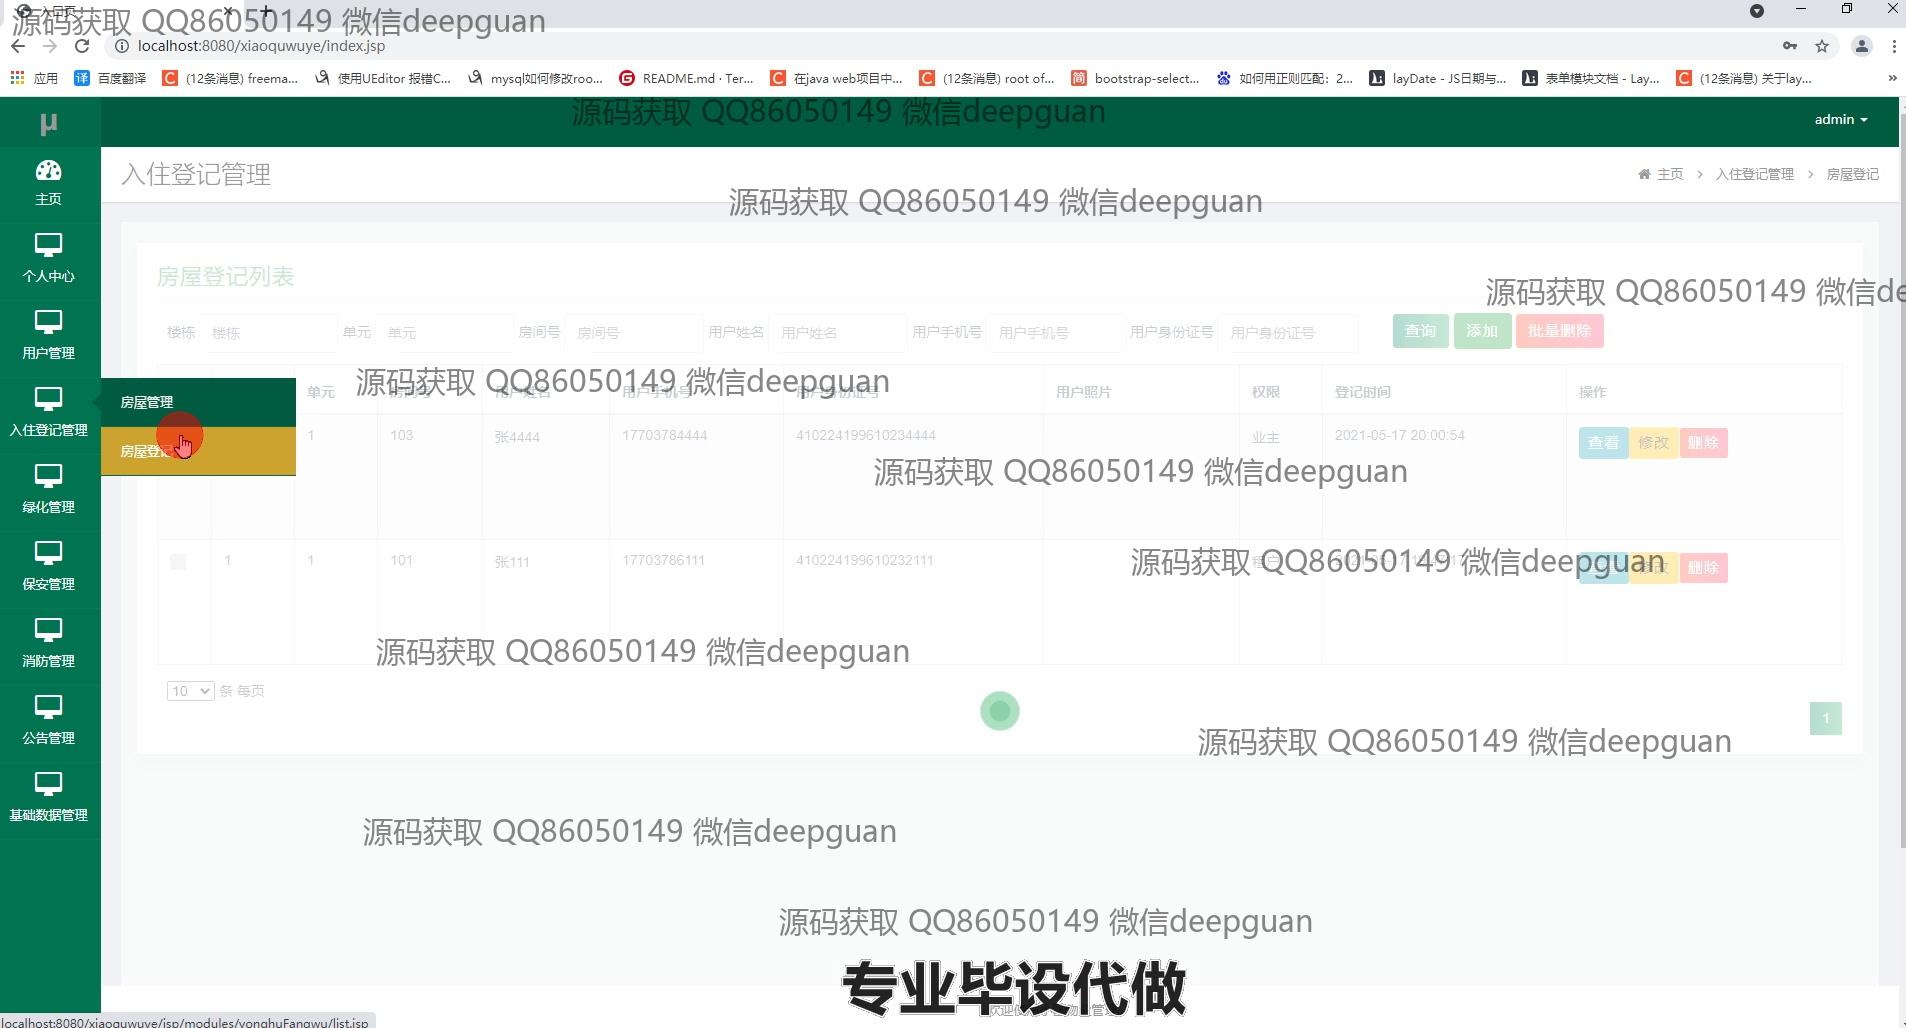 入口页
源码获取 QQ86050149 微信deepguan
localhost:8080/xiaoquwuye/index.jsp
应用
百度翻译
(12条消息) freema...
使用UEditor 报错C...
mysql如何修改roo...
README.md · Ter...
在java web项目中...
(12条消息) root of...
bootstrap-select...
如何用正则匹配：2...
layDate - JS日期与...
表单模块文档 - Lay...
(12条消息) 关于lay...
µ
源码获取 QQ86050149 微信deepguan
admin
主页
入住登记管理
主页 > 入住登记管理 > 房屋登记
源码获取 QQ86050149 微信deepguan
个人中心
房屋登记列表
源码获取 QQ86050149 微信de
楼栋 楼栋 单元 单元 房间号 房间号 用户姓名 用户姓名 用户手机号 用户手机号 用户身份证号 用户身份证号 查询 添加 批量删除
用户管理
源码获取 QQ86050149 微信deepguan
单元 房间号 用户姓名 用户手机号 用户身份证号 用户照片 权限 登记时间 操作
房屋管理
入住登记管理
房屋登记
1 103 张4444 17703784444 410224199610234444 业主 2021-05-17 20:00:54 查看 修改 删除
源码获取 QQ86050149 微信deepguan
绿化管理
1 1 101 张111 17703786111 410224199610232111 删除
源码获取 QQ86050149 微信deepguan
保安管理
源码获取 QQ86050149 微信deepguan
消防管理
10 条 每页
1
公告管理
源码获取 QQ86050149 微信deepguan
基础数据管理
源码获取 QQ86050149 微信deepguan
源码获取 QQ86050149 微信deepguan
专业毕设代做
localhost:8080/xiaoquwuye/jsp/modules/yonghuFangwu/list.jsp